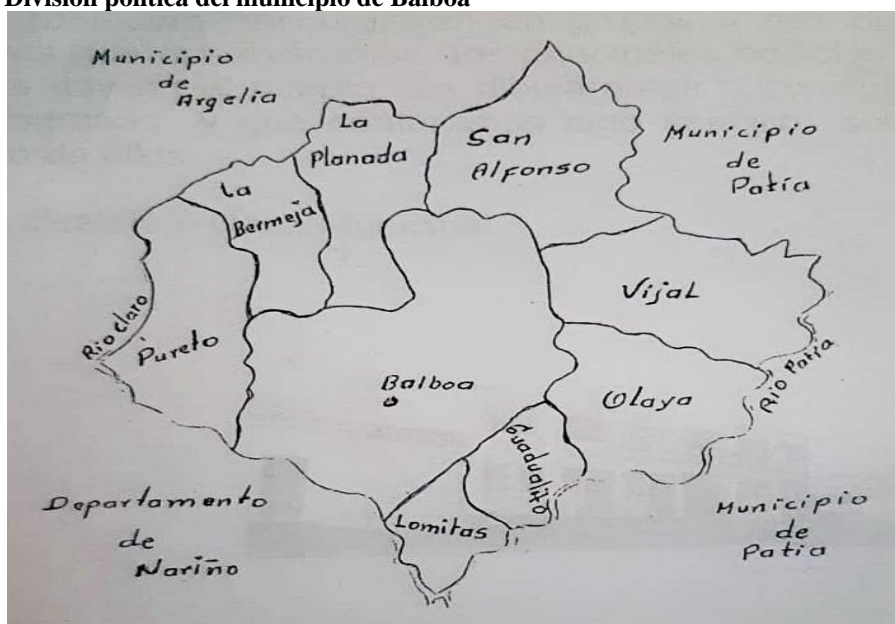 División política del municipio de Balboa
Municipio
de
Argelia
La
Planada
San
Alfonso
Municipio
de
Patía
La
Bermeja
Vijal
Rio Claro
Pureto
Balboa
Olaya
Rio Patía
Guadualito
Lomitas
Departamento
de
Nariño
Municipio
de
Patia